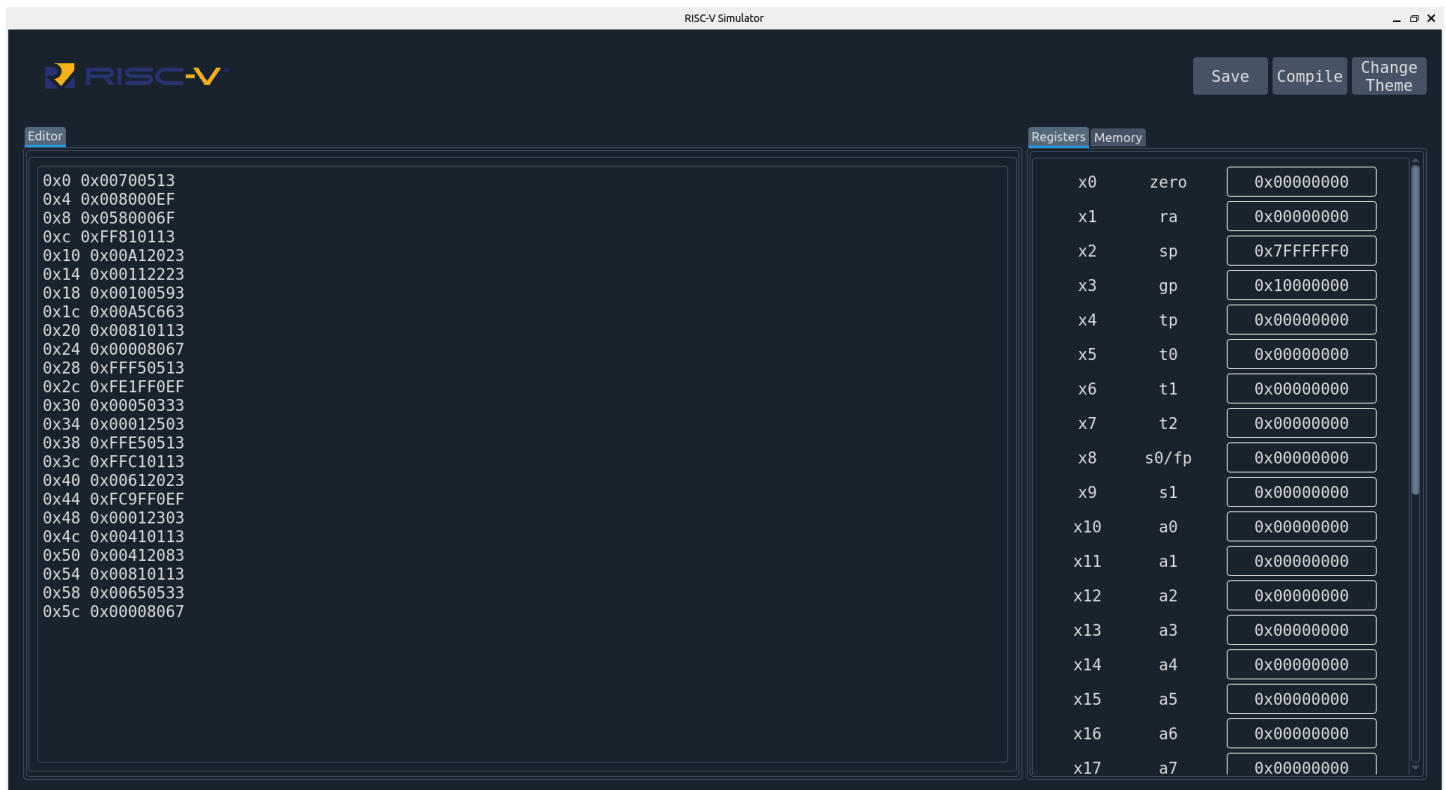 RISC-V Simulator
RISC-V
Save Compile Change Theme
Editor
0x0 0x00700513
0x4 0x008000EF
0x8 0x0580006F
0xc 0xFF810113
0x10 0x00A12023
0x14 0x00112223
0x18 0x00100593
0x1c 0x00A5C663
0x20 0x00810113
0x24 0x00008067
0x28 0xFFF50513
0x2c 0xFE1FF0EF
0x30 0x00050333
0x34 0x00012503
0x38 0xFFE50513
0x3c 0xFFC10113
0x40 0x00612023
0x44 0xFC9FF0EF
0x48 0x00012303
0x4c 0x00410113
0x50 0x00412083
0x54 0x00810113
0x58 0x00650533
0x5c 0x00008067
Registers Memory
x0 zero 0x00000000
x1 ra 0x00000000
x2 sp 0x7FFFFFF0
x3 gp 0x10000000
x4 tp 0x00000000
x5 t0 0x00000000
x6 t1 0x00000000
x7 t2 0x00000000
x8 s0/fp 0x00000000
x9 s1 0x00000000
x10 a0 0x00000000
x11 a1 0x00000000
x12 a2 0x00000000
x13 a3 0x00000000
x14 a4 0x00000000
x15 a5 0x00000000
x16 a6 0x00000000
x17 a7 0x00000000